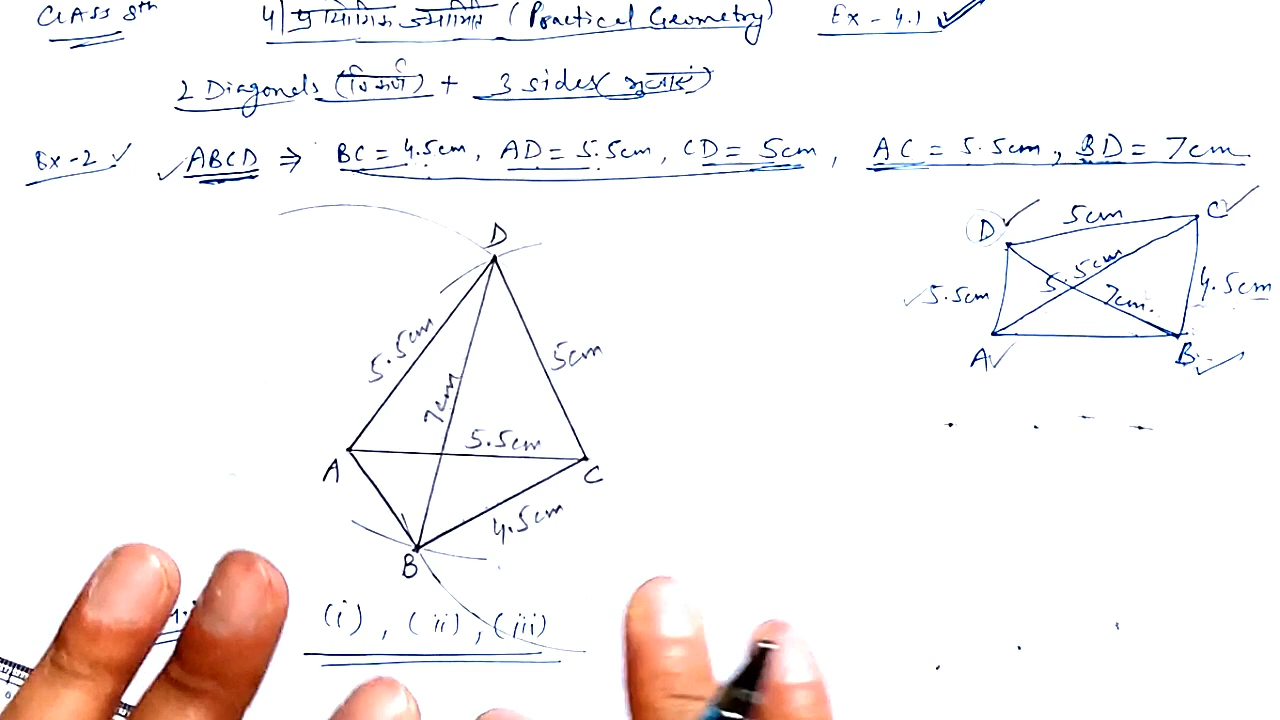 CLASS 8th 4) प्रायोगिक ज्यामिति (Practical Geometry) Ex - 4.1
2 Diagonals (विकर्ण) + 3 sides (भुजाएं)
Ex-2 ABCD ⇒ BC = 4.5cm, AD = 5.5cm, CD = 5cm, AC = 5.5cm, BD = 7cm
D
5.5cm
5cm
7cm
5.5cm
A
C
4.5cm
B
D
5cm
C
5.5cm
5.5cm
7cm.
4.5cm
A
B
(i), (ii), (iii)
0